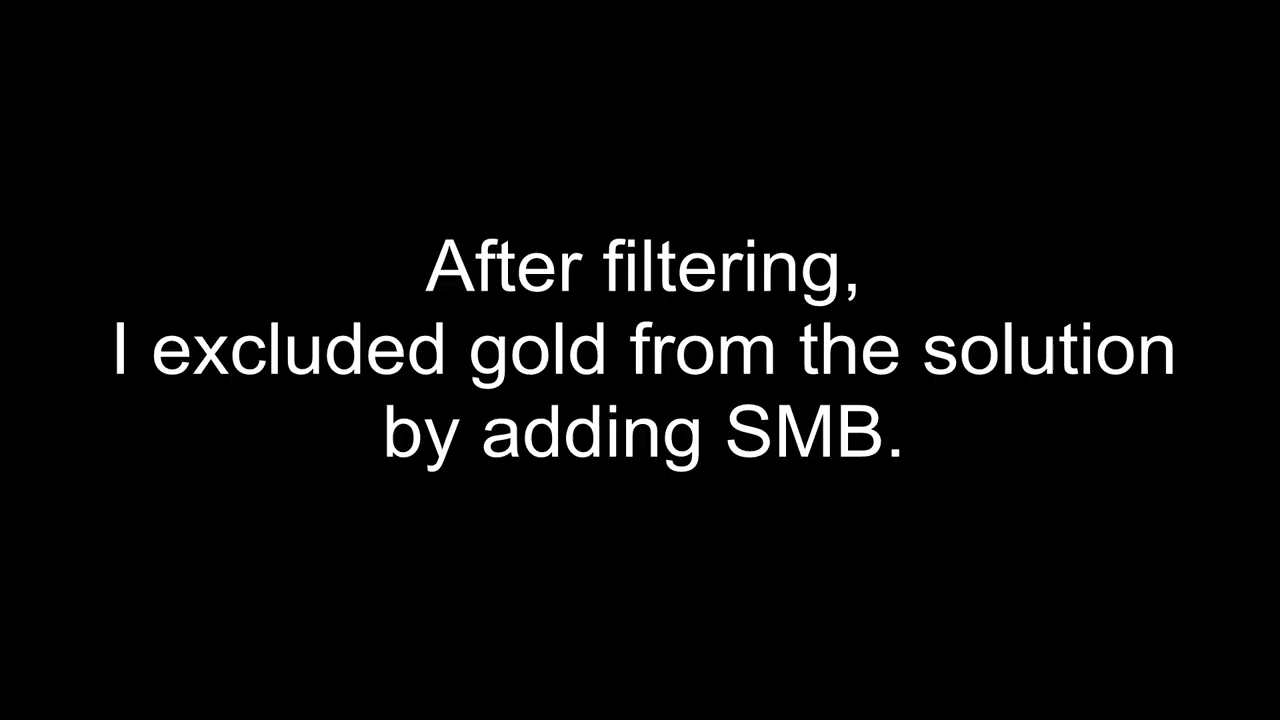 After filtering,
I excluded gold from the solution
by adding SMB.